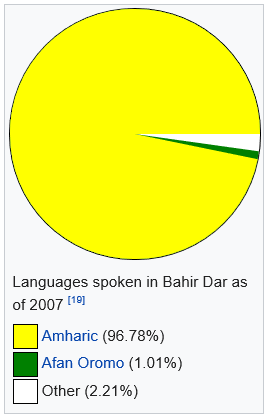 Languages spoken in Bahir Dar as
of 2007 [19]
Amharic (96.78%)
Afan Oromo (1.01%)
Other (2.21%)